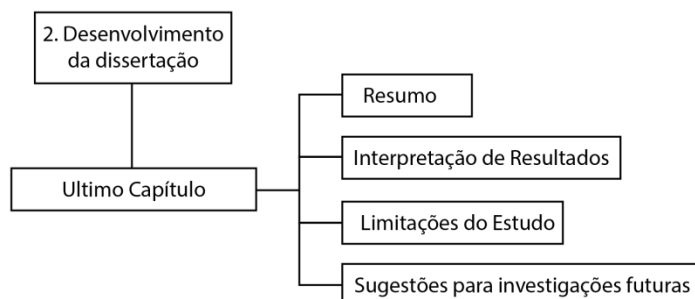 2. Desenvolvimento
da dissertação
Resumo
Interpretação de Resultados
Ultimo Capítulo
Limitações do Estudo
Sugestões para investigações futuras